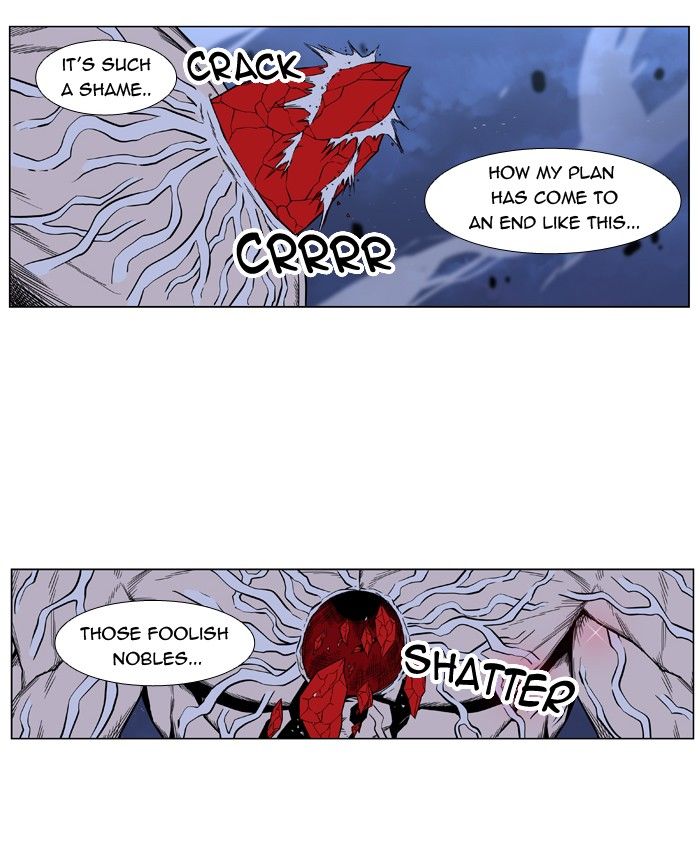 IT'S SUCH
A SHAME..
CRACK
HOW MY PLAN
HAS COME TO
AN END LIKE THIS...
CRRRR
THOSE FOOLISH
NOBLES...
SHATTER